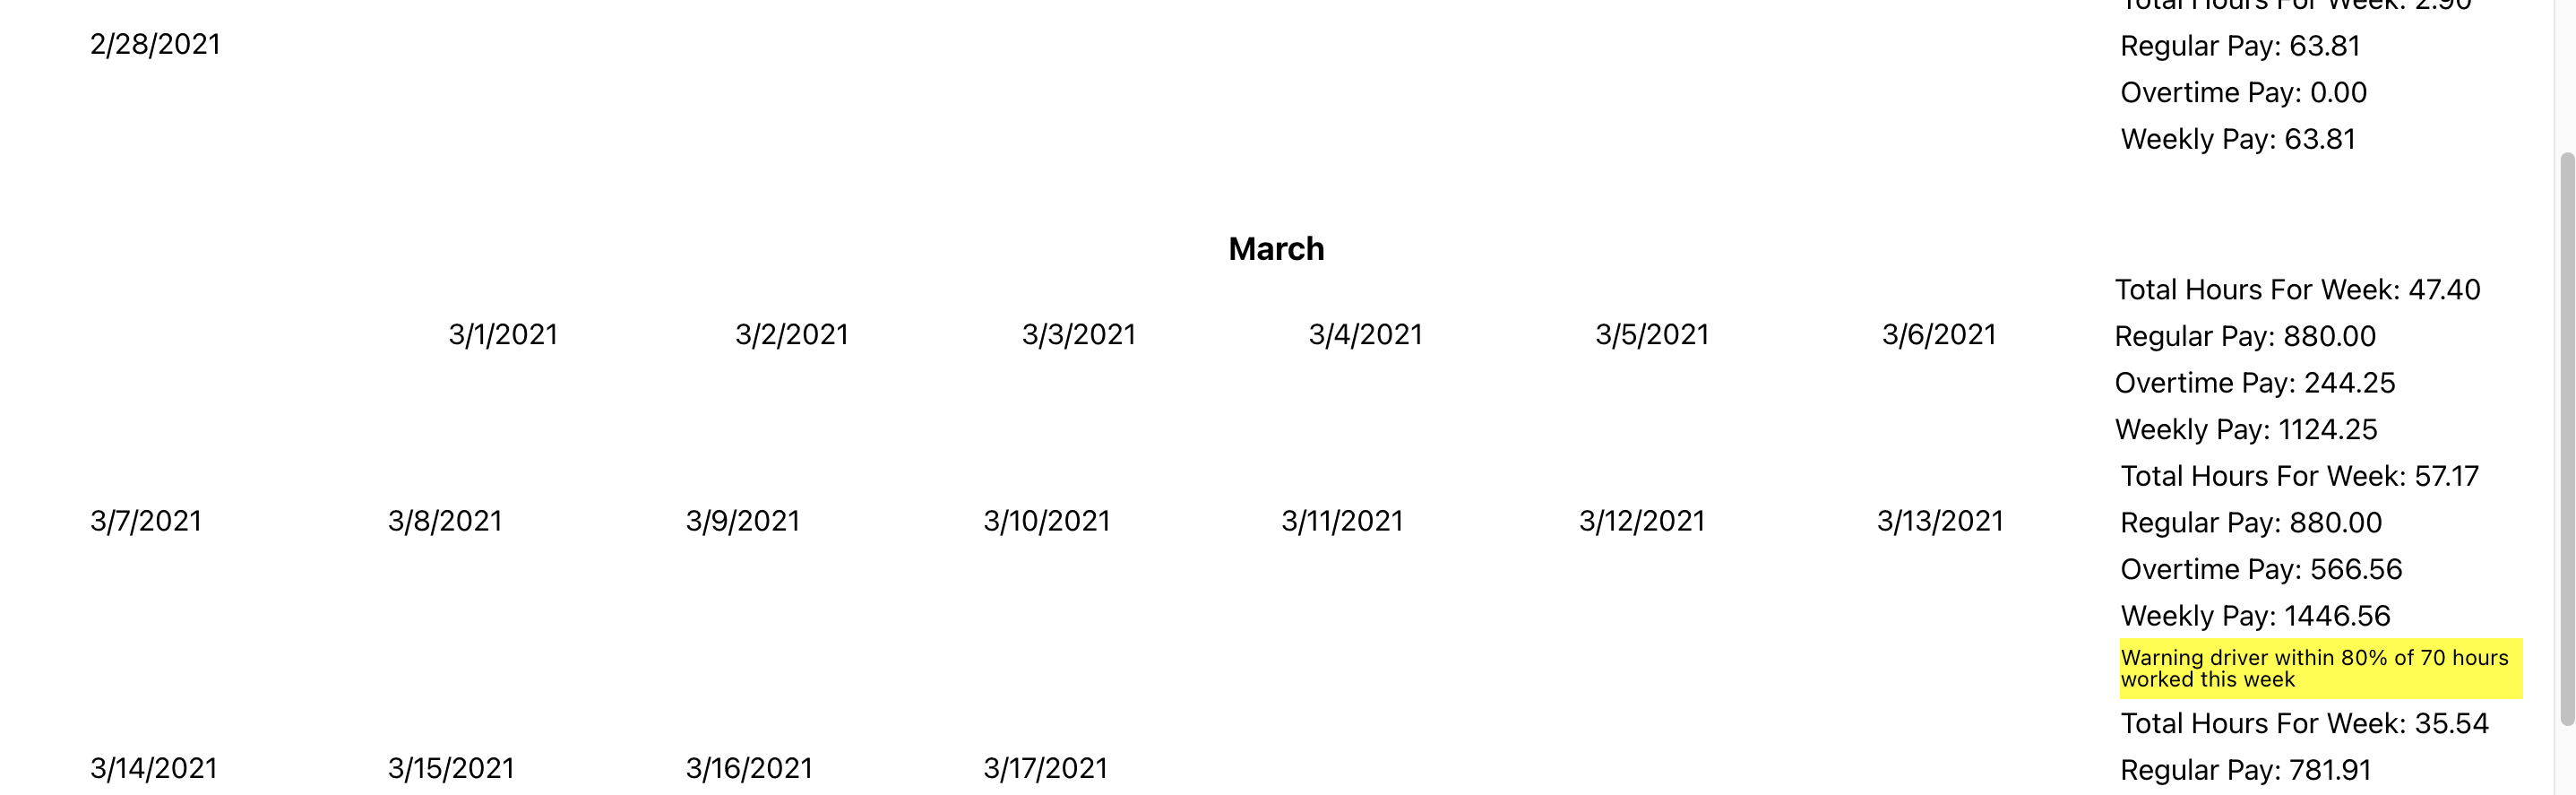 Total Hours For Week: 2.90
2/28/2021
Regular Pay: 63.81
Overtime Pay: 0.00
Weekly Pay: 63.81
March
Total Hours For Week: 47.40
3/1/2021 3/2/2021 3/3/2021 3/4/2021 3/5/2021 3/6/2021
Regular Pay: 880.00
Overtime Pay: 244.25
Weekly Pay: 1124.25
Total Hours For Week: 57.17
3/7/2021 3/8/2021 3/9/2021 3/10/2021 3/11/2021 3/12/2021 3/13/2021
Regular Pay: 880.00
Overtime Pay: 566.56
Weekly Pay: 1446.56
Warning driver within 80% of 70 hours
worked this week
Total Hours For Week: 35.54
3/14/2021 3/15/2021 3/16/2021 3/17/2021
Regular Pay: 781.91